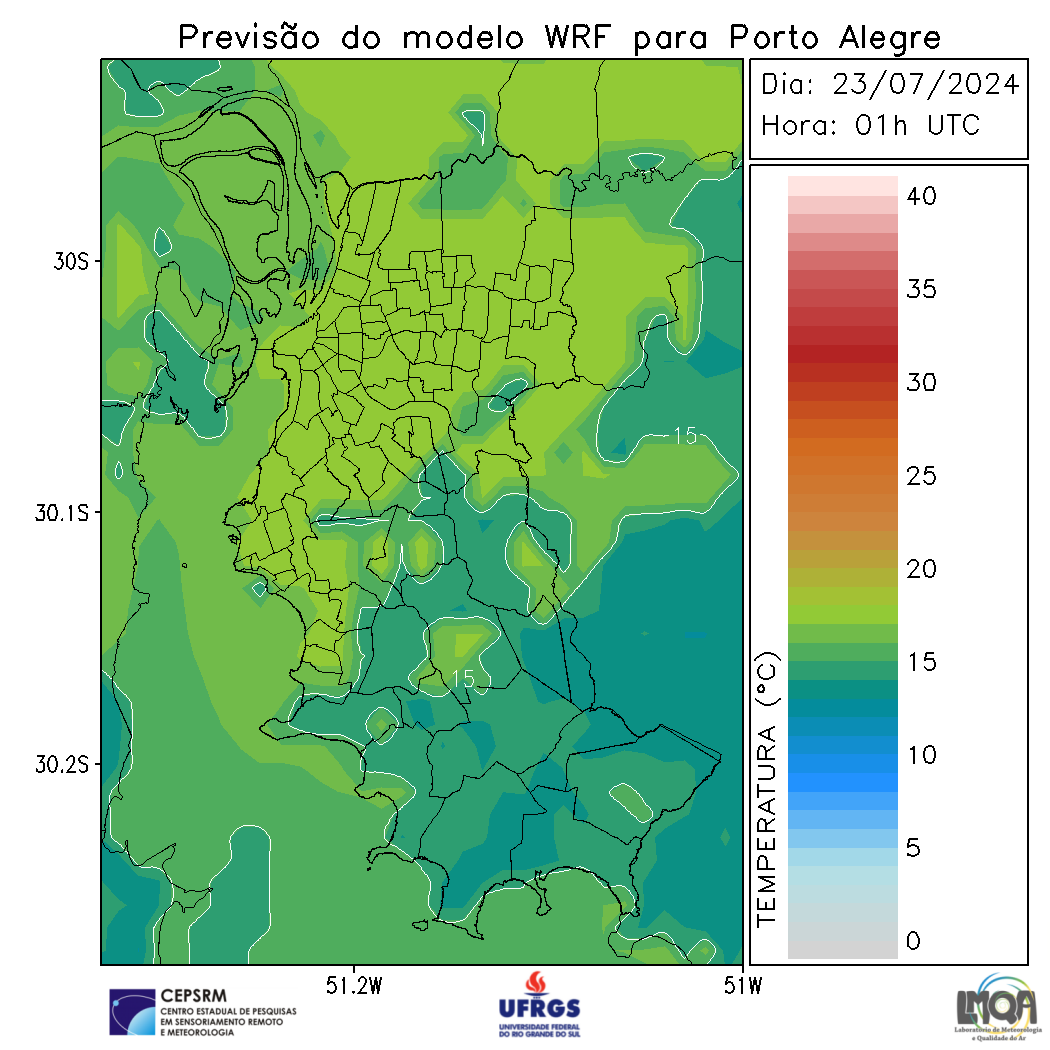 Previsão do modelo WRF para Porto Alegre
Dia: 23/07/2024
Hora: 01h UTC
40
35
30
25
20
15
10
5
0
TEMPERATURA (°C)
30S
30.1S
30.2S
51.2W
51W
15
15
CEPSRM
CENTRO ESTADUAL DE PESQUISAS
EM SENSORIAMENTO REMOTO
E METEOROLOGIA
UFRGS
UNIVERSIDADE FEDERAL
DO RIO GRANDE DO SUL
LMQA
Laboratório de Meteorologia
e Qualidade do Ar